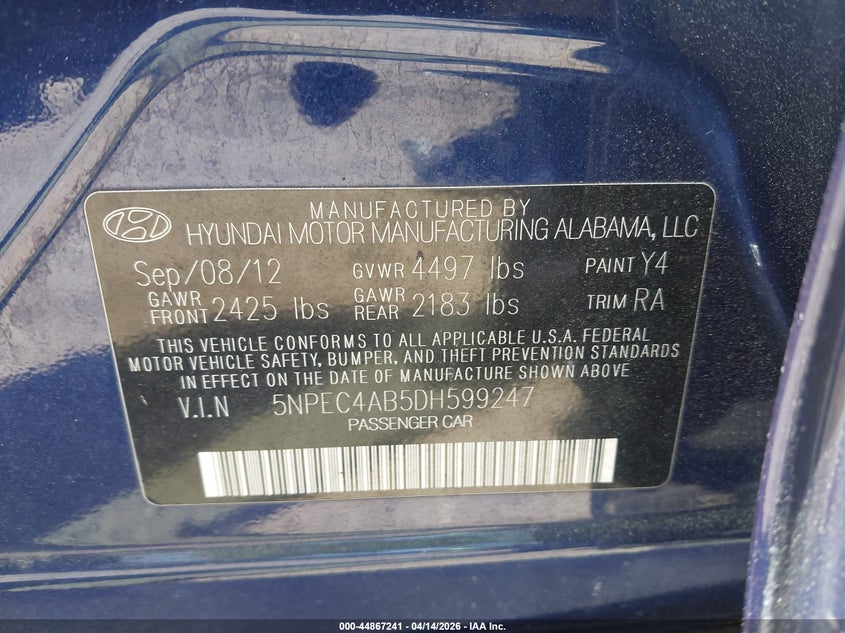 MANUFACTURED BY
HYUNDAI MOTOR MANUFACTURING ALABAMA, LLC
Sep/08/12 GVWR 4497 lbs PAINT Y4
GAWR FRONT 2425 lbs GAWR REAR 2183 lbs TRIM RA
THIS VEHICLE CONFORMS TO ALL APPLICABLE U.S.A. FEDERAL
MOTOR VEHICLE SAFETY, BUMPER, AND THEFT PREVENTION STANDARDS
IN EFFECT ON THE DATE OF MANUFACTURE SHOWN ABOVE
V.I.N 5NPEC4AB5DH599247
PASSENGER CAR
000-44867241 - 04/14/2026 - IAA Inc.